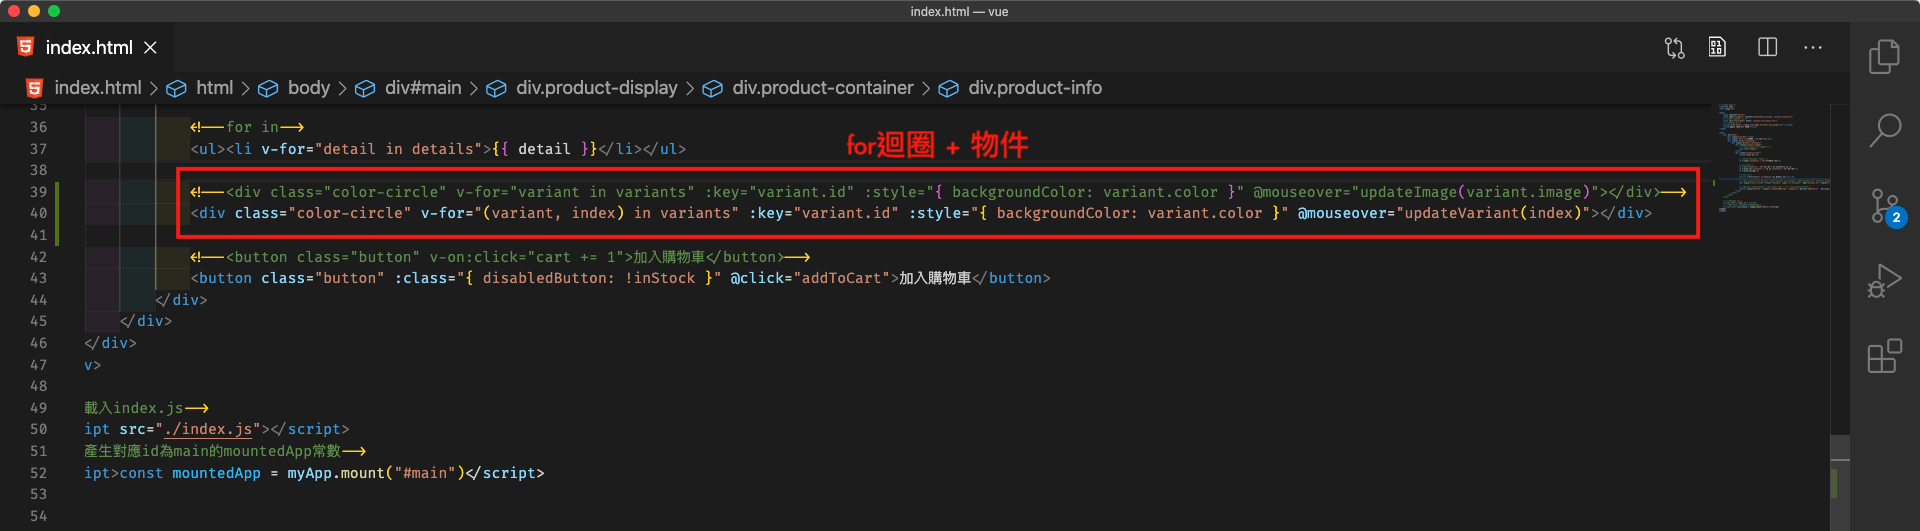 index.html — vue
index.html
index.html > html > body > div#main > div.product-display > div.product-container > div.product-info
35
36 <!--for in-->
37 <ul><li v-for="detail in details">{{ detail }}</li></ul>
for迴圈 + 物件
38
39 <!--<div class="color-circle" v-for="variant in variants" :key="variant.id" :style="{ backgroundColor: variant.color }" @mouseover="updateImage(variant.image)"></div>-->
40 <div class="color-circle" v-for="(variant, index) in variants" :key="variant.id" :style="{ backgroundColor: variant.color }" @mouseover="updateVariant(index)"></div>
41
42 <!--<button class="button" v-on:click="cart += 1">加入購物車</button>-->
43 <button class="button" :class="{ disabledButton: !inStock }" @click="addToCart">加入購物車</button>
44 </div>
45 </div>
46 </div>
47 v>
48
49 載入index.js-->
50 ipt src="./index.js"></script>
51 產生對應id為main的mountedApp常數-->
52 ipt>const mountedApp = myApp.mount("#main")</script>
53
54
2